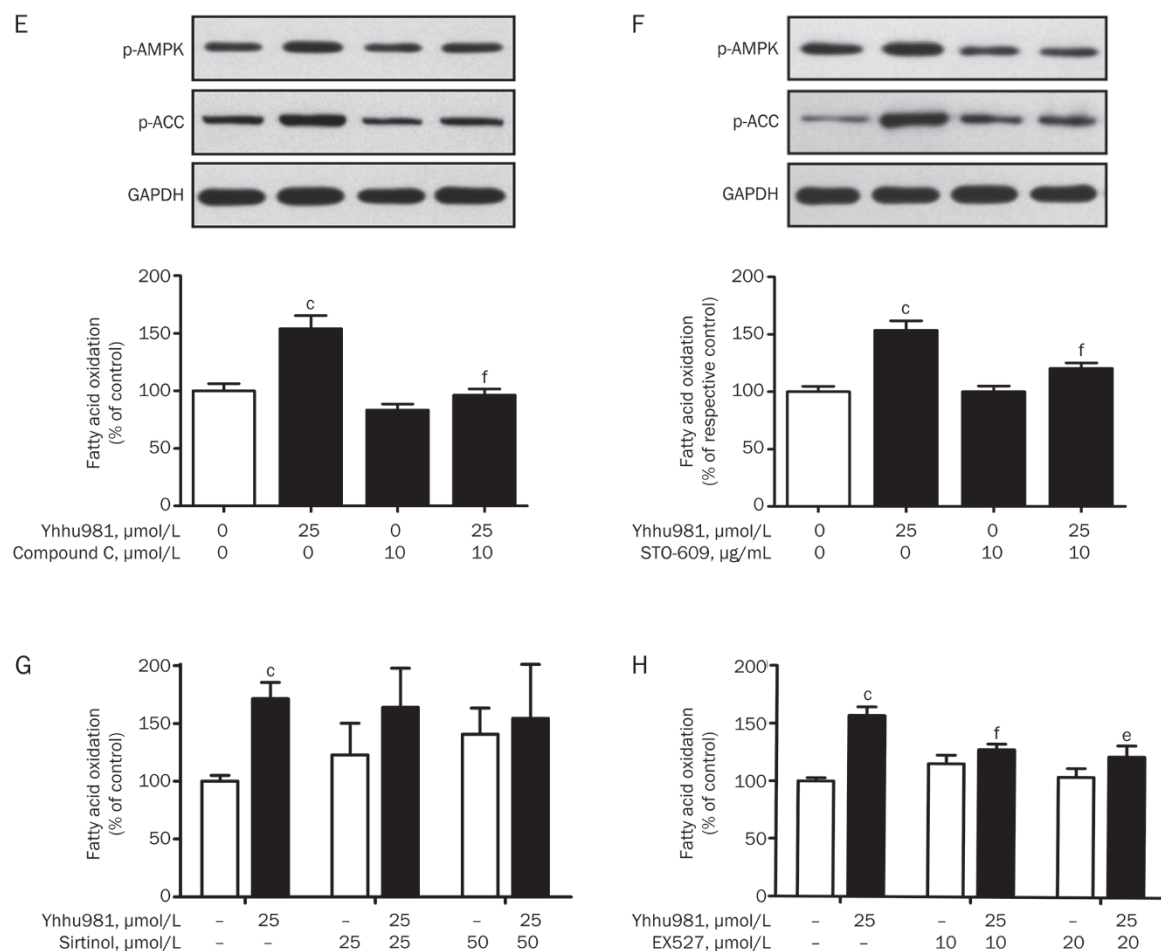 E
p-AMPK
p-ACC
GAPDH
Fatty acid oxidation
(% of control)
200
150
100
50
0
c
f
Yhhu981, µmol/L 0 25 0 25
Compound C, µmol/L 0 0 10 10
F
p-AMPK
p-ACC
GAPDH
Fatty acid oxidation
(% of respective control)
200
150
100
50
0
c
f
Yhhu981, µmol/L 0 25 0 25
STO-609, µg/mL 0 0 10 10
G
Fatty acid oxidation
(% of control)
200
150
100
50
0
c
Yhhu981, µmol/L – 25 – 25 – 25
Sirtinol, µmol/L – – 25 25 50 50
H
Fatty acid oxidation
(% of control)
200
150
100
50
0
c
f
e
Yhhu981, µmol/L – 25 – 25 – 25
EX527, µmol/L – – 10 10 20 20